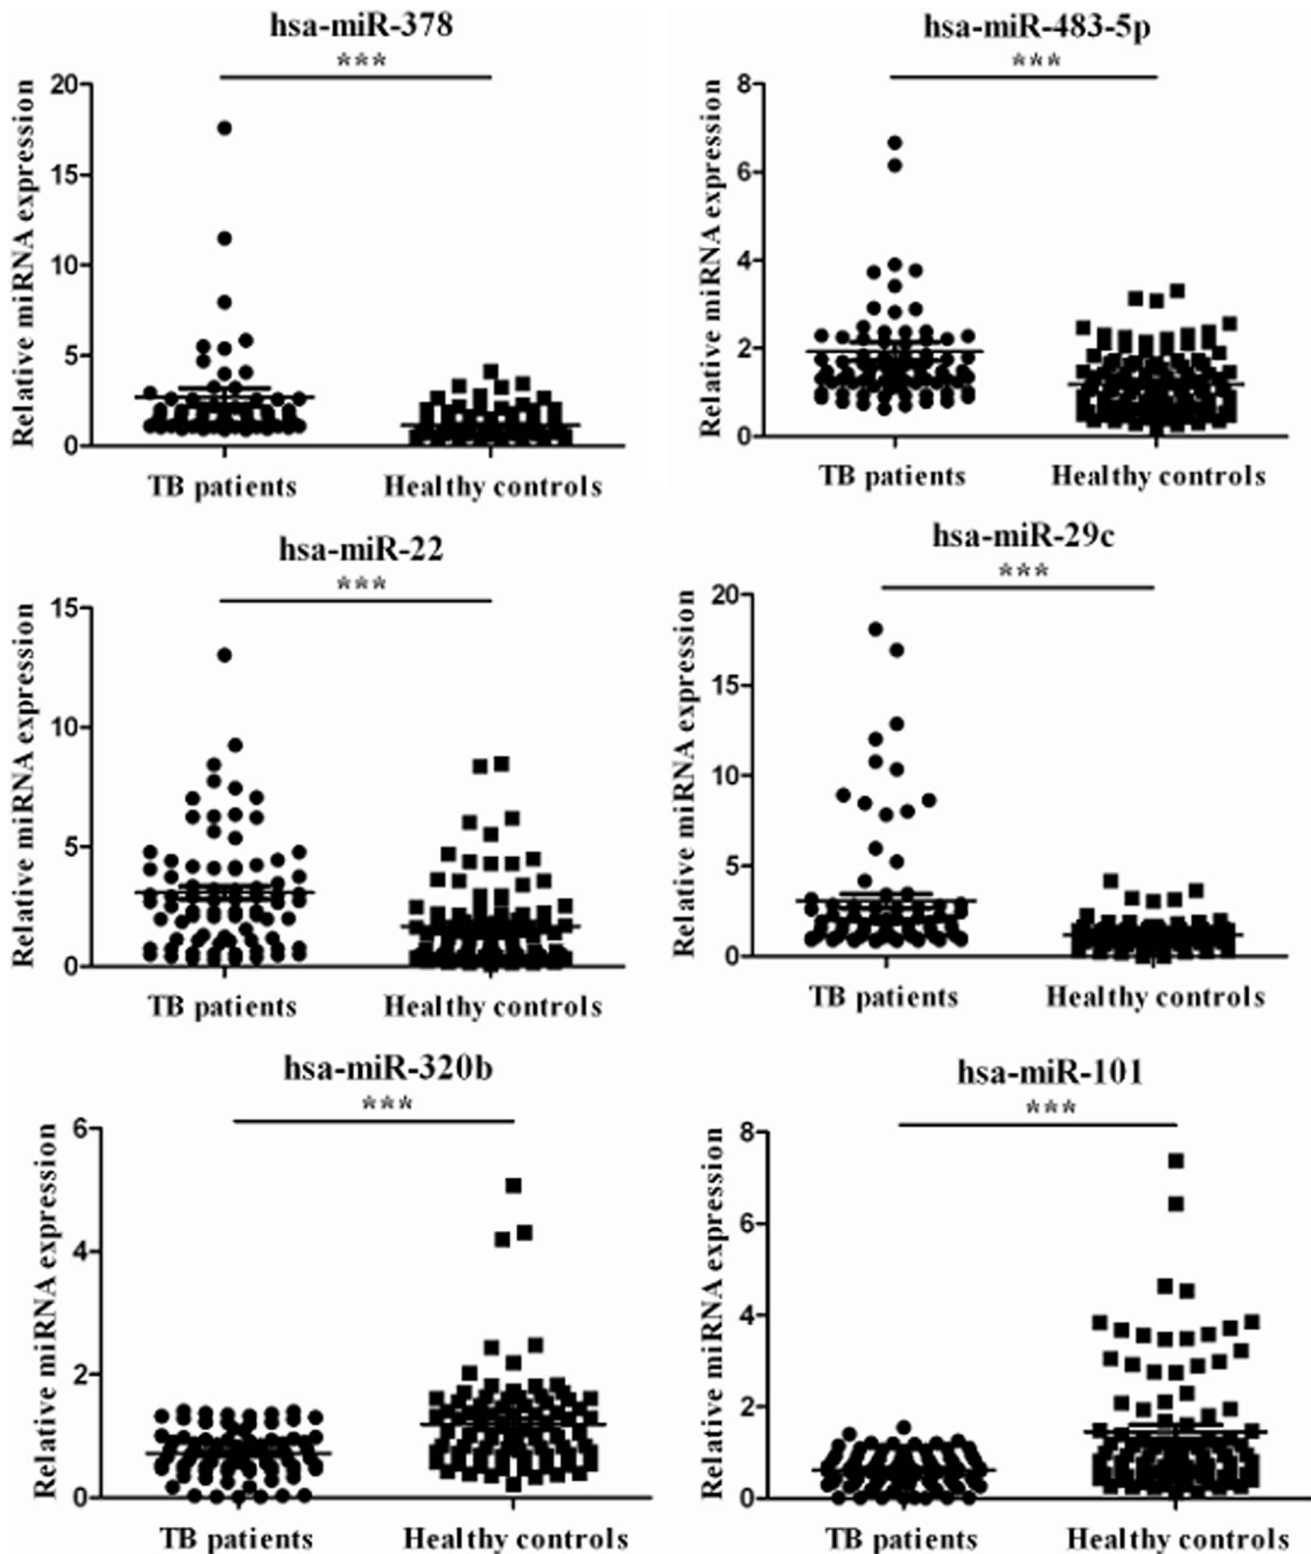 hsa-miR-378
***
Relative miRNA expression
20
15
10
5
0
TB patients
Healthy controls
hsa-miR-483-5p
***
Relative miRNA expression
8
6
4
2
0
TB patients
Healthy controls
hsa-miR-22
***
Relative miRNA expression
15
10
5
0
TB patients
Healthy controls
hsa-miR-29c
***
Relative miRNA expression
20
15
10
5
0
TB patients
Healthy controls
hsa-miR-320b
***
Relative miRNA expression
6
4
2
0
TB patients
Healthy controls
hsa-miR-101
***
Relative miRNA expression
8
6
4
2
0
TB patients
Healthy controls